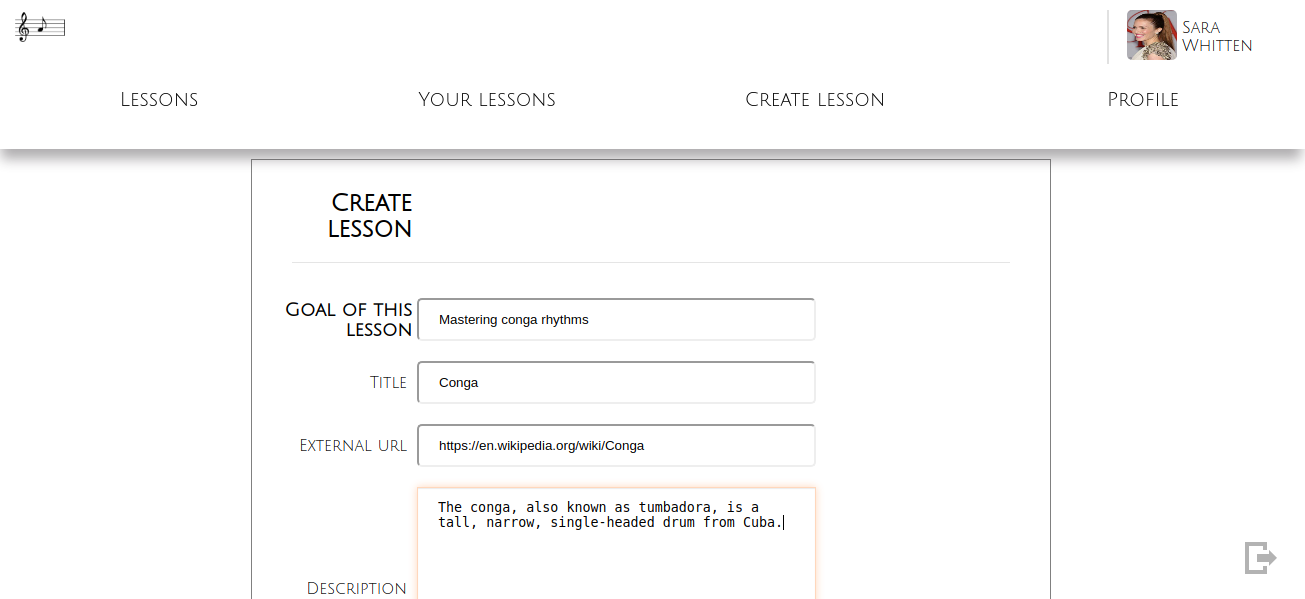 Sara
Whitten
Lessons
Your lessons
Create lesson
Profile
Create
lesson
Goal of this
lesson
Mastering conga rhythms
Title
Conga
External url
https://en.wikipedia.org/wiki/Conga
The conga, also known as tumbadora, is a
tall, narrow, single-headed drum from Cuba.
Description